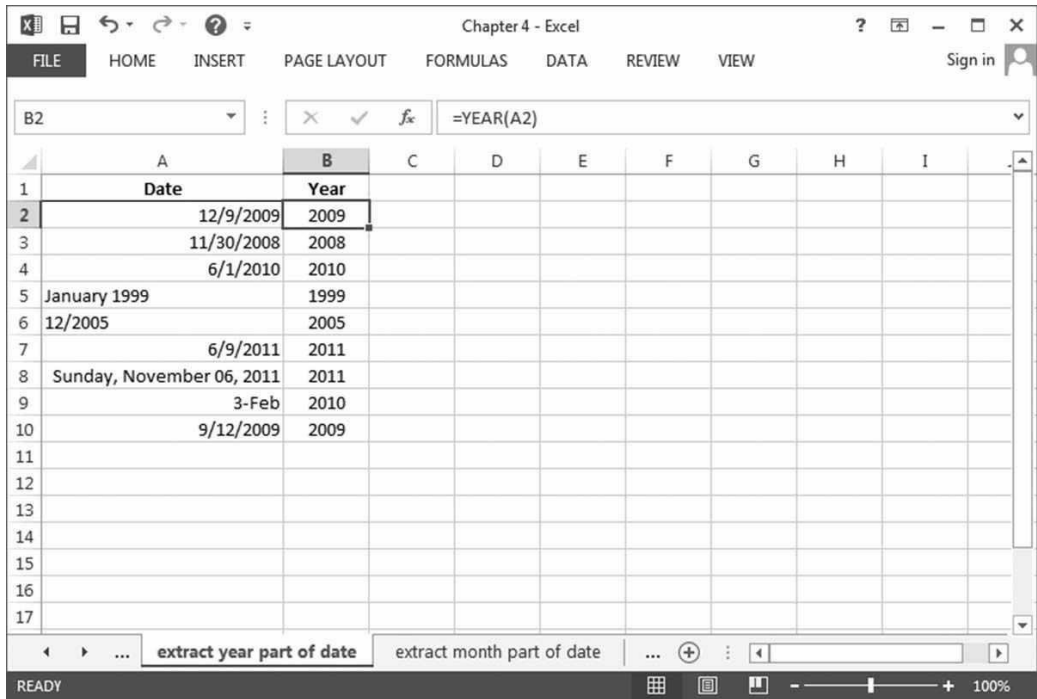 Chapter 4 - Excel ?
FILE HOME INSERT PAGE LAYOUT FORMULAS DATA REVIEW VIEW Sign in
B2 fx =YEAR(A2)
A B C D E F G H I
1 Date Year
2 12/9/2009 2009
3 11/30/2008 2008
4 6/1/2010 2010
5 January 1999 1999
6 12/2005 2005
7 6/9/2011 2011
8 Sunday, November 06, 2011 2011
9 3-Feb 2010
10 9/12/2009 2009
11
12
13
14
15
16
17
... extract year part of date extract month part of date ...
READY 100%